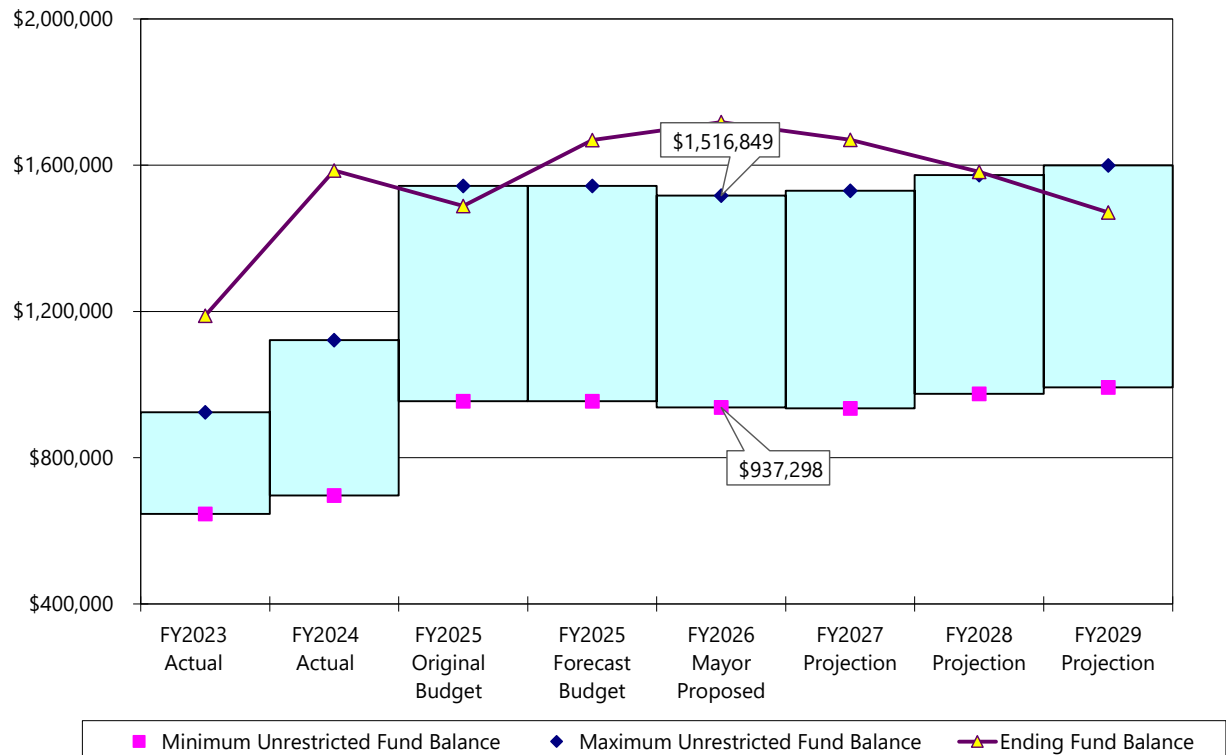 $2,000,000
$1,600,000
$1,200,000
$800,000
$400,000
$1,516,849
$937,298
FY2023
Actual
FY2024
Actual
FY2025
Original
Budget
FY2025
Forecast
Budget
FY2026
Mayor
Proposed
FY2027
Projection
FY2028
Projection
FY2029
Projection
Minimum Unrestricted Fund Balance
Maximum Unrestricted Fund Balance
Ending Fund Balance